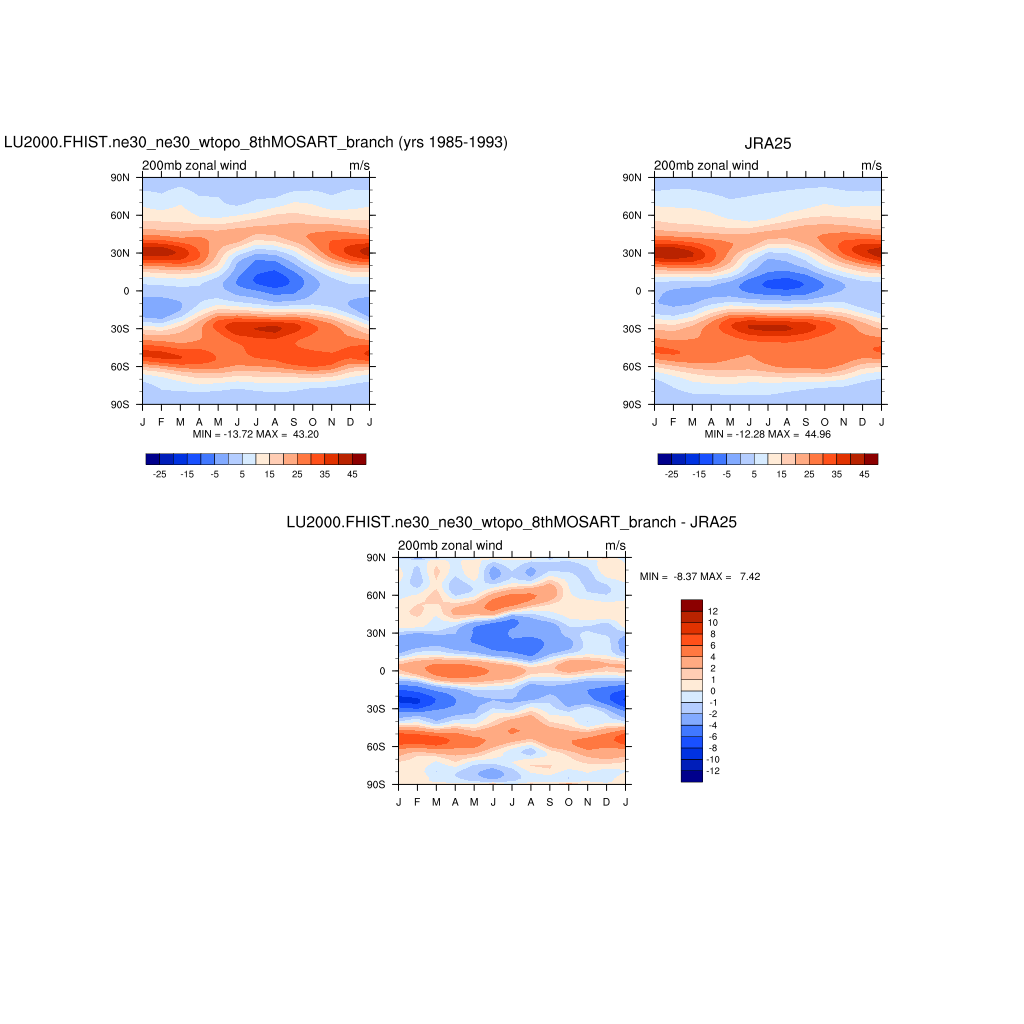 LU2000.FHIST.ne30_ne30_wtopo_8thMOSART_branch (yrs 1985-1993)
200mb zonal wind m/s
90N
60N
30N
0
30S
60S
90S
J F M A M J J A S O N D J
MIN = -13.72 MAX = 43.20
-25 -15 -5 5 15 25 35 45
JRA25
200mb zonal wind m/s
90N
60N
30N
0
30S
60S
90S
J F M A M J J A S O N D J
MIN = -12.28 MAX = 44.96
-25 -15 -5 5 15 25 35 45
LU2000.FHIST.ne30_ne30_wtopo_8thMOSART_branch - JRA25
200mb zonal wind m/s
90N
60N
30N
0
30S
60S
90S
J F M A M J J A S O N D J
MIN = -8.37 MAX = 7.42
12
10
8
6
4
2
1
0
-1
-2
-4
-6
-8
-10
-12